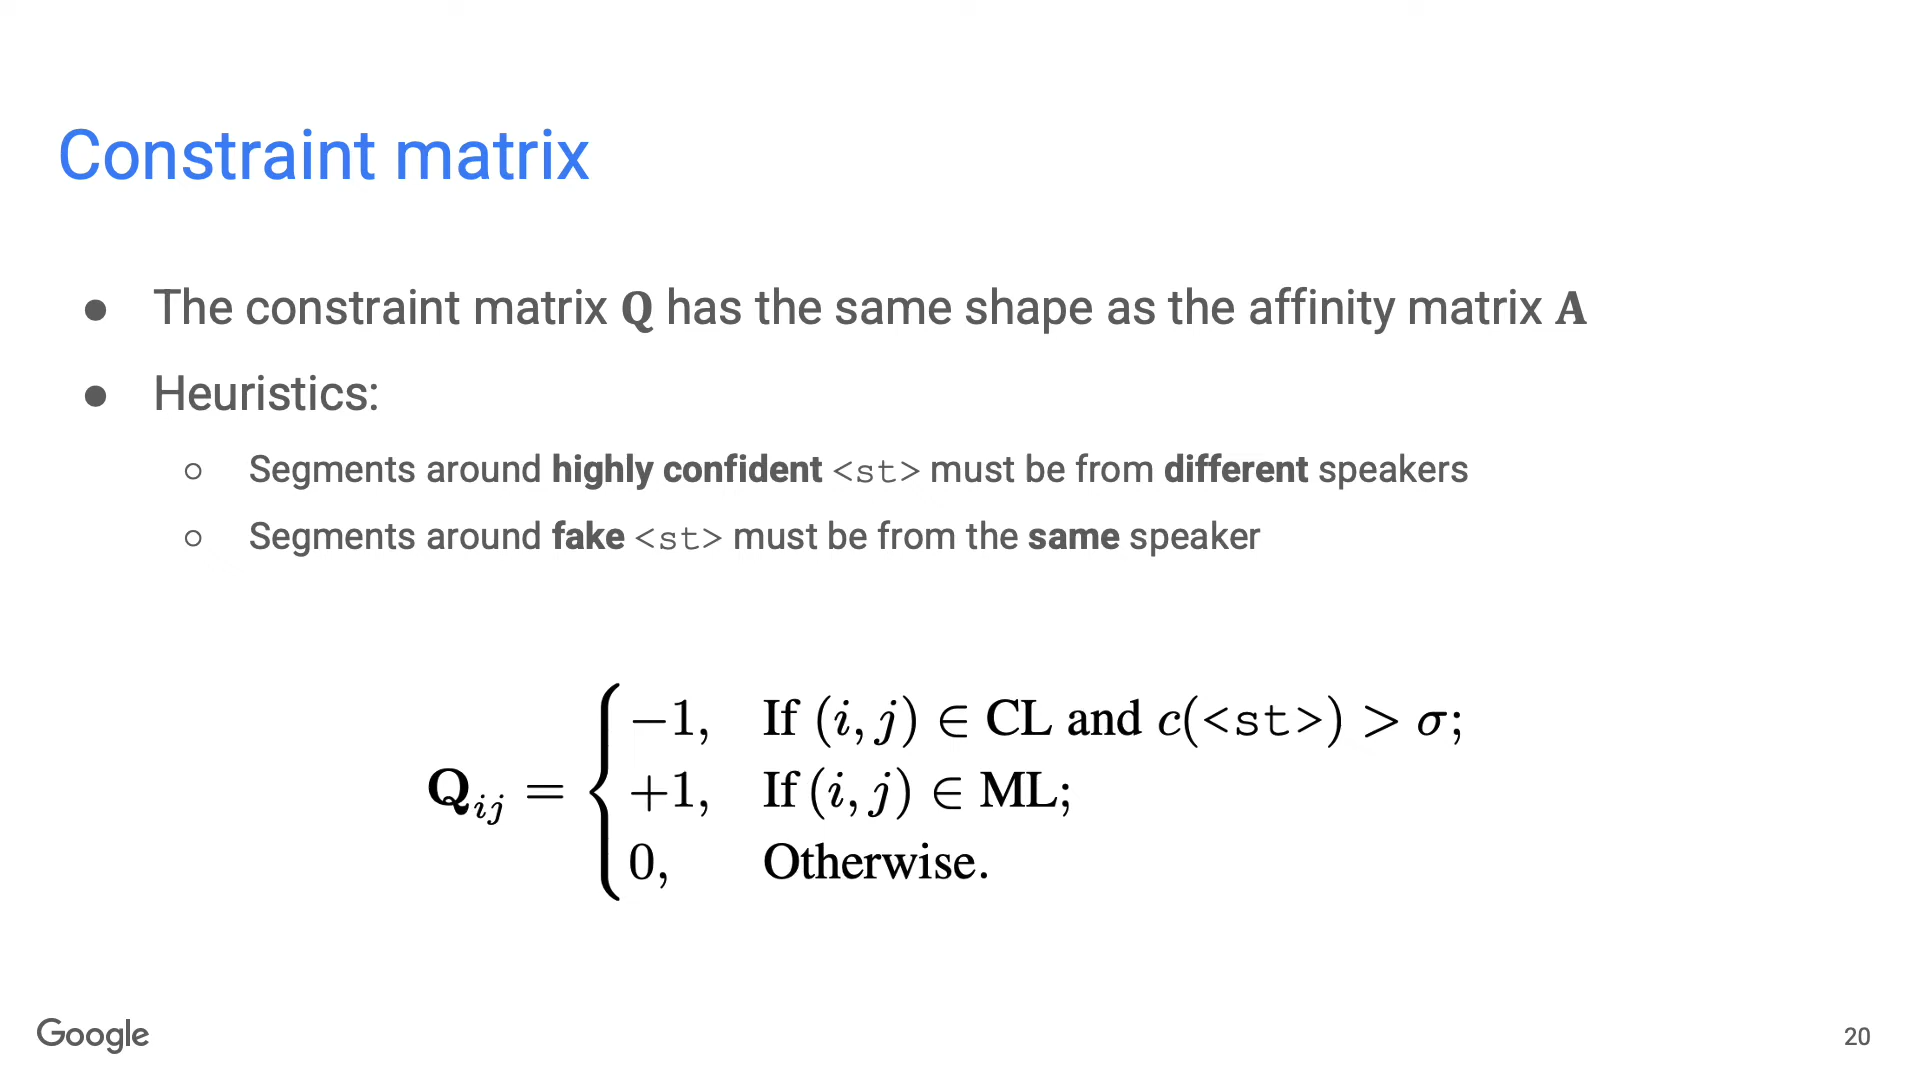 Constraint matrix
● The constraint matrix Q has the same shape as the affinity matrix A
● Heuristics:
○ Segments around highly confident <st> must be from different speakers
○ Segments around fake <st> must be from the same speaker
−1, If (i, j) ∈ CL and c(<st>) > σ;
Qij = { +1, If (i, j) ∈ ML;
0, Otherwise.
Google
20